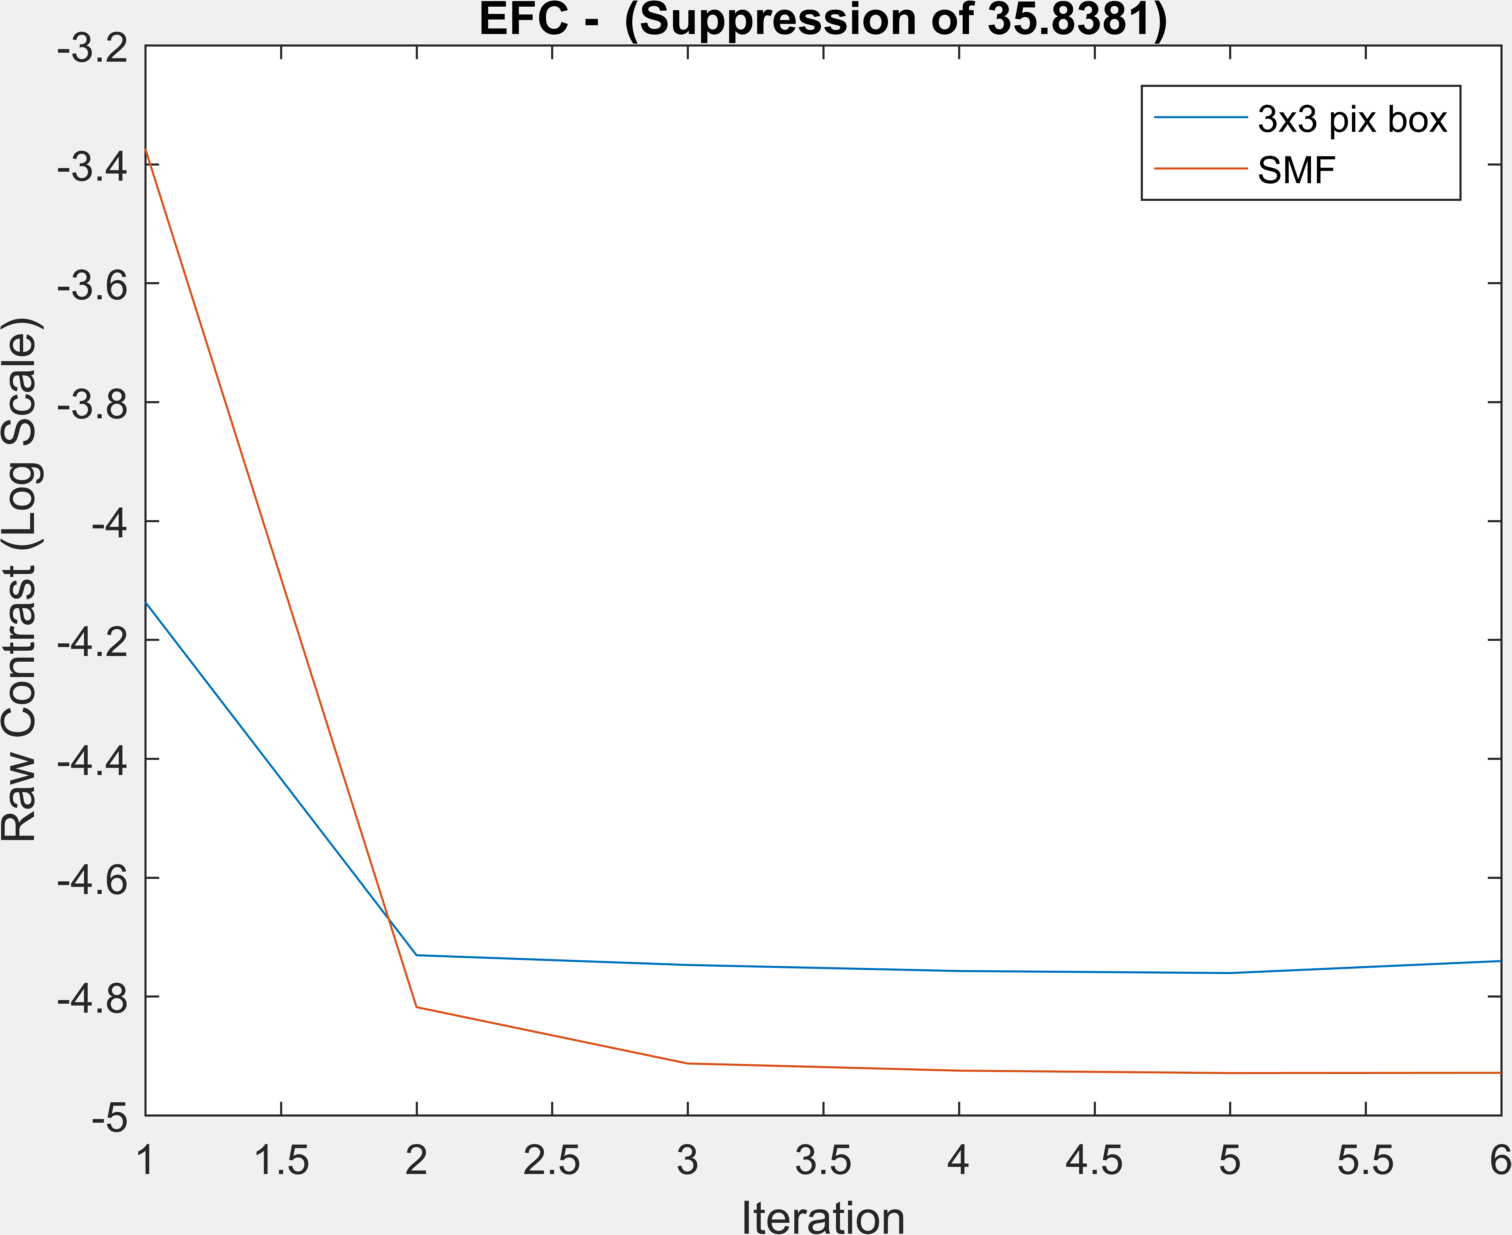 EFC -  (Suppression of 35.8381)
-3.2
-3.4
-3.6
-3.8
-4
-4.2
-4.4
-4.6
-4.8
-5
Raw Contrast (Log Scale)
3x3 pix box
SMF
1 1.5 2 2.5 3 3.5 4 4.5 5 5.5 6
Iteration